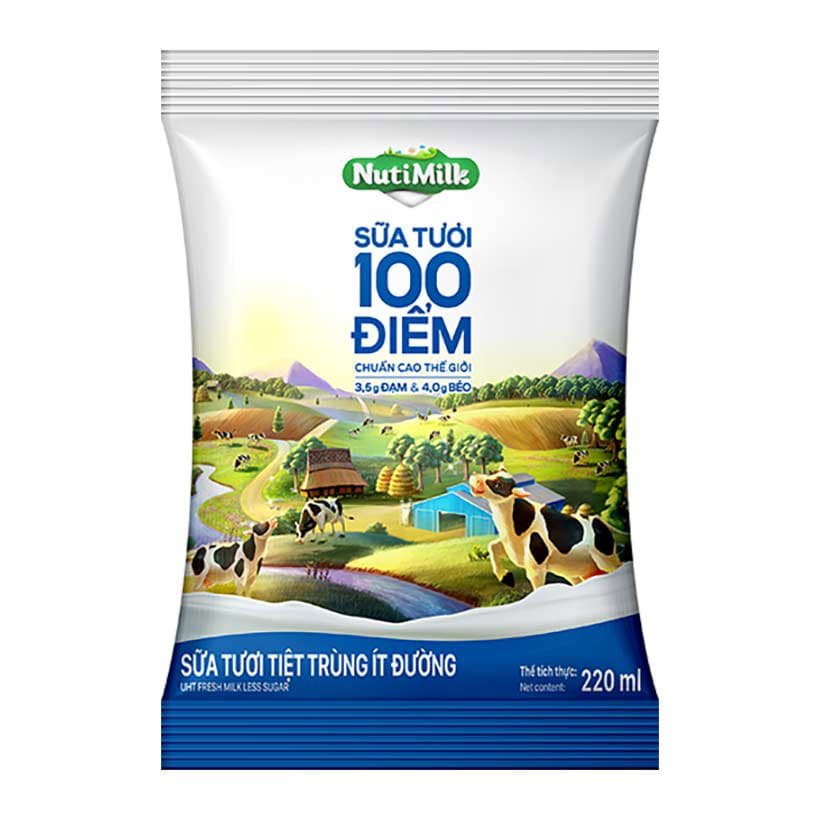 NutiMilk
SỮA TƯƠI
100
ĐIỂM
CHUẨN CAO THẾ GIỚI
3,5g ĐẠM & 4,0g BÉO
SỮA TƯƠI TIỆT TRÙNG ÍT ĐƯỜNG
UHT FRESH MILK LESS SUGAR
Thể tích thực:
Net content: 220 ml